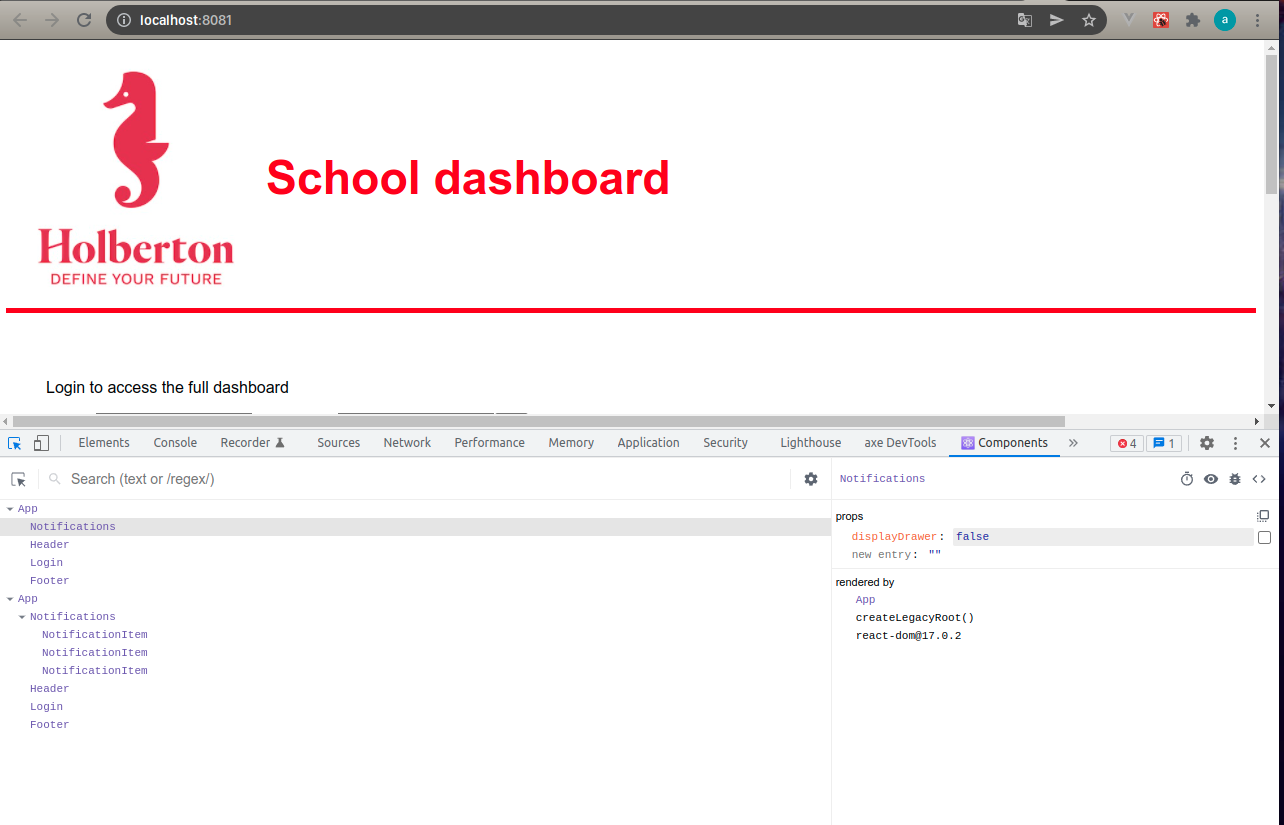 localhost:8081
a
School dashboard
Holberton
DEFINE YOUR FUTURE
Login to access the full dashboard
Elements Console Recorder Sources Network Performance Memory Application Security Lighthouse axe DevTools Components » 4 1
Search (text or /regex/)
Notifications
App
Notifications
Header
Login
Footer
App
Notifications
NotificationItem
NotificationItem
NotificationItem
Header
Login
Footer
props
displayDrawer: false
new entry: ""
rendered by
App
createLegacyRoot()
react-dom@17.0.2